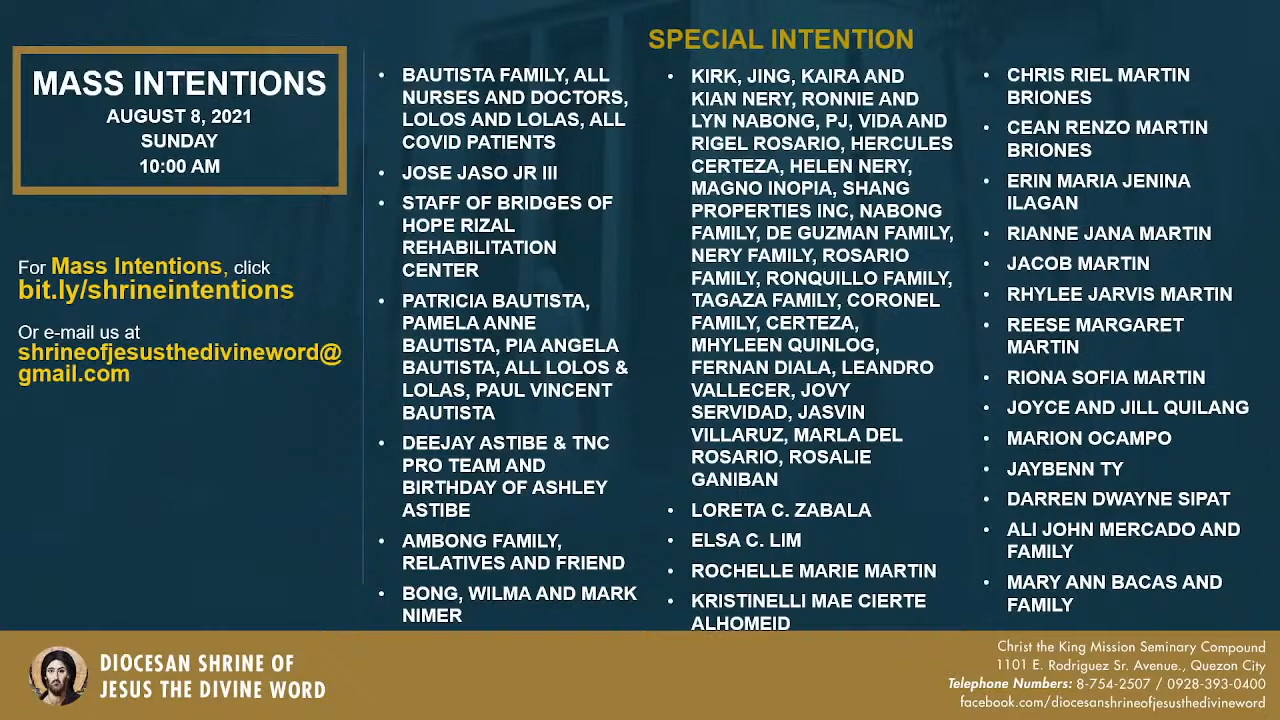 MASS INTENTIONS
AUGUST 8, 2021
SUNDAY
10:00 AM
For Mass Intentions, click
bit.ly/shrineintentions
Or e-mail us at
shrineofjesusthedivineword@
gmail.com
SPECIAL INTENTION
• BAUTISTA FAMILY, ALL
NURSES AND DOCTORS,
LOLOS AND LOLAS, ALL
COVID PATIENTS
• JOSE JASO JR III
• STAFF OF BRIDGES OF
HOPE RIZAL
REHABILITATION
CENTER
• PATRICIA BAUTISTA,
PAMELA ANNE
BAUTISTA, PIA ANGELA
BAUTISTA, ALL LOLOS &
LOLAS, PAUL VINCENT
BAUTISTA
• DEEJAY ASTIBE & TNC
PRO TEAM AND
BIRTHDAY OF ASHLEY
ASTIBE
• AMBONG FAMILY,
RELATIVES AND FRIEND
• BONG, WILMA AND MARK
NIMER
• KIRK, JING, KAIRA AND
KIAN NERY, RONNIE AND
LYN NABONG, PJ, VIDA AND
RIGEL ROSARIO, HERCULES
CERTEZA, HELEN NERY,
MAGNO INOPIA, SHANG
PROPERTIES INC, NABONG
FAMILY, DE GUZMAN FAMILY,
NERY FAMILY, ROSARIO
FAMILY, RONQUILLO FAMILY,
TAGAZA FAMILY, CORONEL
FAMILY, CERTEZA,
MHYLEEN QUINLOG,
FERNAN DIALA, LEANDRO
VALLECER, JOVY
SERVIDAD, JASVIN
VILLARUZ, MARLA DEL
ROSARIO, ROSALIE
GANIBAN
• LORETA C. ZABALA
• ELSA C. LIM
• ROCHELLE MARIE MARTIN
• KRISTINELLI MAE CIERTE
ALHOMEID
• CHRIS RIEL MARTIN
BRIONES
• CEAN RENZO MARTIN
BRIONES
• ERIN MARIA JENINA
ILAGAN
• RIANNE JANA MARTIN
• JACOB MARTIN
• RHYLEE JARVIS MARTIN
• REESE MARGARET
MARTIN
• RIONA SOFIA MARTIN
• JOYCE AND JILL QUILANG
• MARION OCAMPO
• JAYBENN TY
• DARREN DWAYNE SIPAT
• ALI JOHN MERCADO AND
FAMILY
• MARY ANN BACAS AND
FAMILY
DIOCESAN SHRINE OF
JESUS THE DIVINE WORD
Christ the King Mission Seminary Compound
1101 E. Rodriguez Sr. Avenue., Quezon City
Telephone Numbers: 8-754-2507 / 0928-393-0400
facebook.com/diocesanshrineofjesusthedivineword